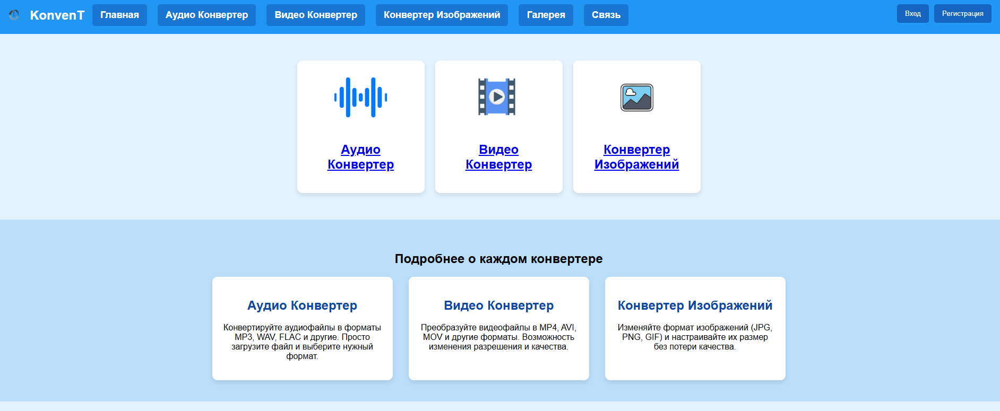 KonvenT
Главная
Аудио Конвертер
Видео Конвертер
Конвертер Изображений
Галерея
Связь
Вход
Регистрация
Аудио
Конвертер
Видео
Конвертер
Конвертер
Изображений
Подробнее о каждом конвертере
Аудио Конвертер
Конвертируйте аудиофайлы в форматы
MP3, WAV, FLAC и другие. Просто
загрузите файл и выберите нужный
формат.
Видео Конвертер
Преобразуйте видеофайлы в MP4, AVI,
MOV и другие форматы. Возможность
изменения разрешения и качества.
Конвертер Изображений
Изменяйте формат изображений (JPG,
PNG, GIF) и настраивайте их размер
без потери качества.